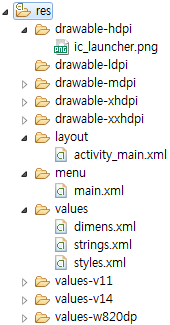 res
drawable-hdpi
ic_launcher.png
drawable-ldpi
drawable-mdpi
drawable-xhdpi
drawable-xxhdpi
layout
activity_main.xml
menu
main.xml
values
dimens.xml
strings.xml
styles.xml
values-v11
values-v14
values-w820dp